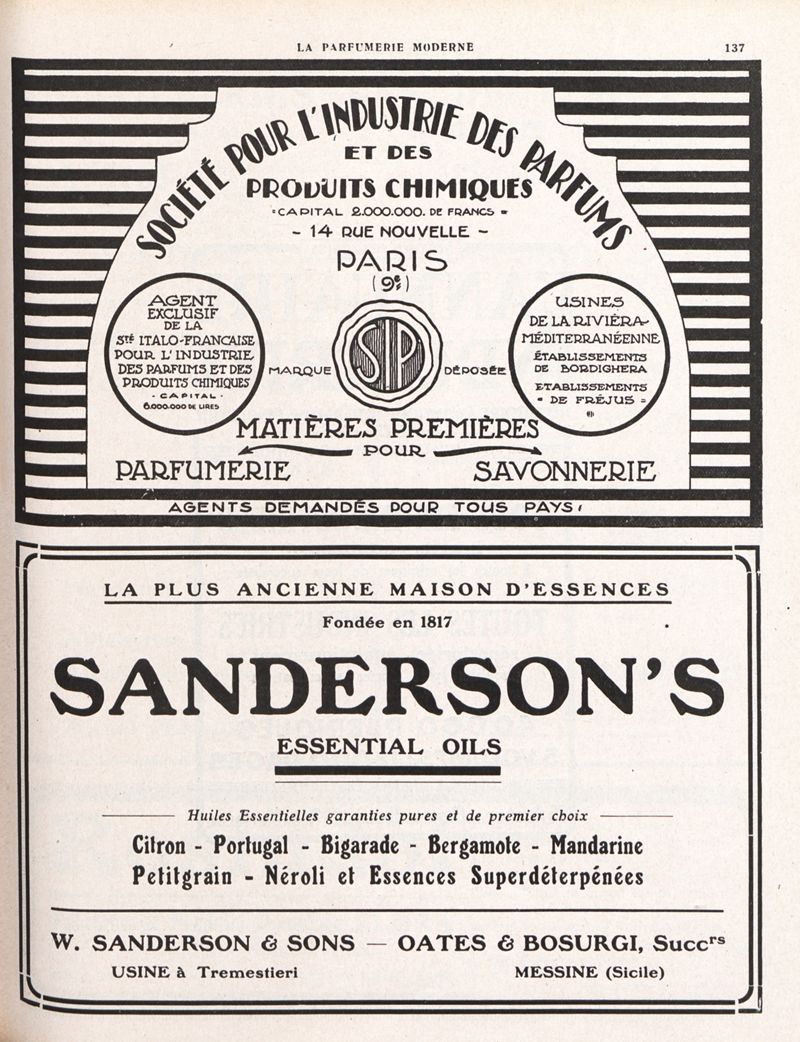 LA PARFUMERIE MODERNE
137
SOCIÉTÉ POUR L'INDUSTRIE DES PARFUMS
ET DES
PRODUITS CHIMIQUES
CAPITAL 2.000.000. DE FRANCS
- 14 RUE NOUVELLE -
PARIS
(9e)
AGENT
EXCLUSIF
DE LA
Sté ITALO-FRANCAISE
POUR L'INDUSTRIE
DES PARFUMS ET DES
PRODUITS CHIMIQUES
- CAPITAL -
6.000.000 DE LIRES
MARQUE
SIP
DÉPOSÉE
USINES
DE LA RIVIÉRA
MÉDITERRANÉENNE
ÉTABLISSEMENTS
DE BORDIGHERA
ETABLISSEMENTS
DE FRÉJUS
MATIÈRES PREMIÈRES
POUR
PARFUMERIE
SAVONNERIE
AGENTS DEMANDÉS POUR TOUS PAYS
LA PLUS ANCIENNE MAISON D'ESSENCES
Fondée en 1817
SANDERSON'S
ESSENTIAL OILS
Huiles Essentielles garanties pures et de premier choix
Citron - Portugal - Bigarade - Bergamote - Mandarine
Petitgrain - Néroli et Essences Superdéterpénées
W. SANDERSON & SONS — OATES & BOSURGI, Succrs
USINE à Tremestieri
MESSINE (Sicile)